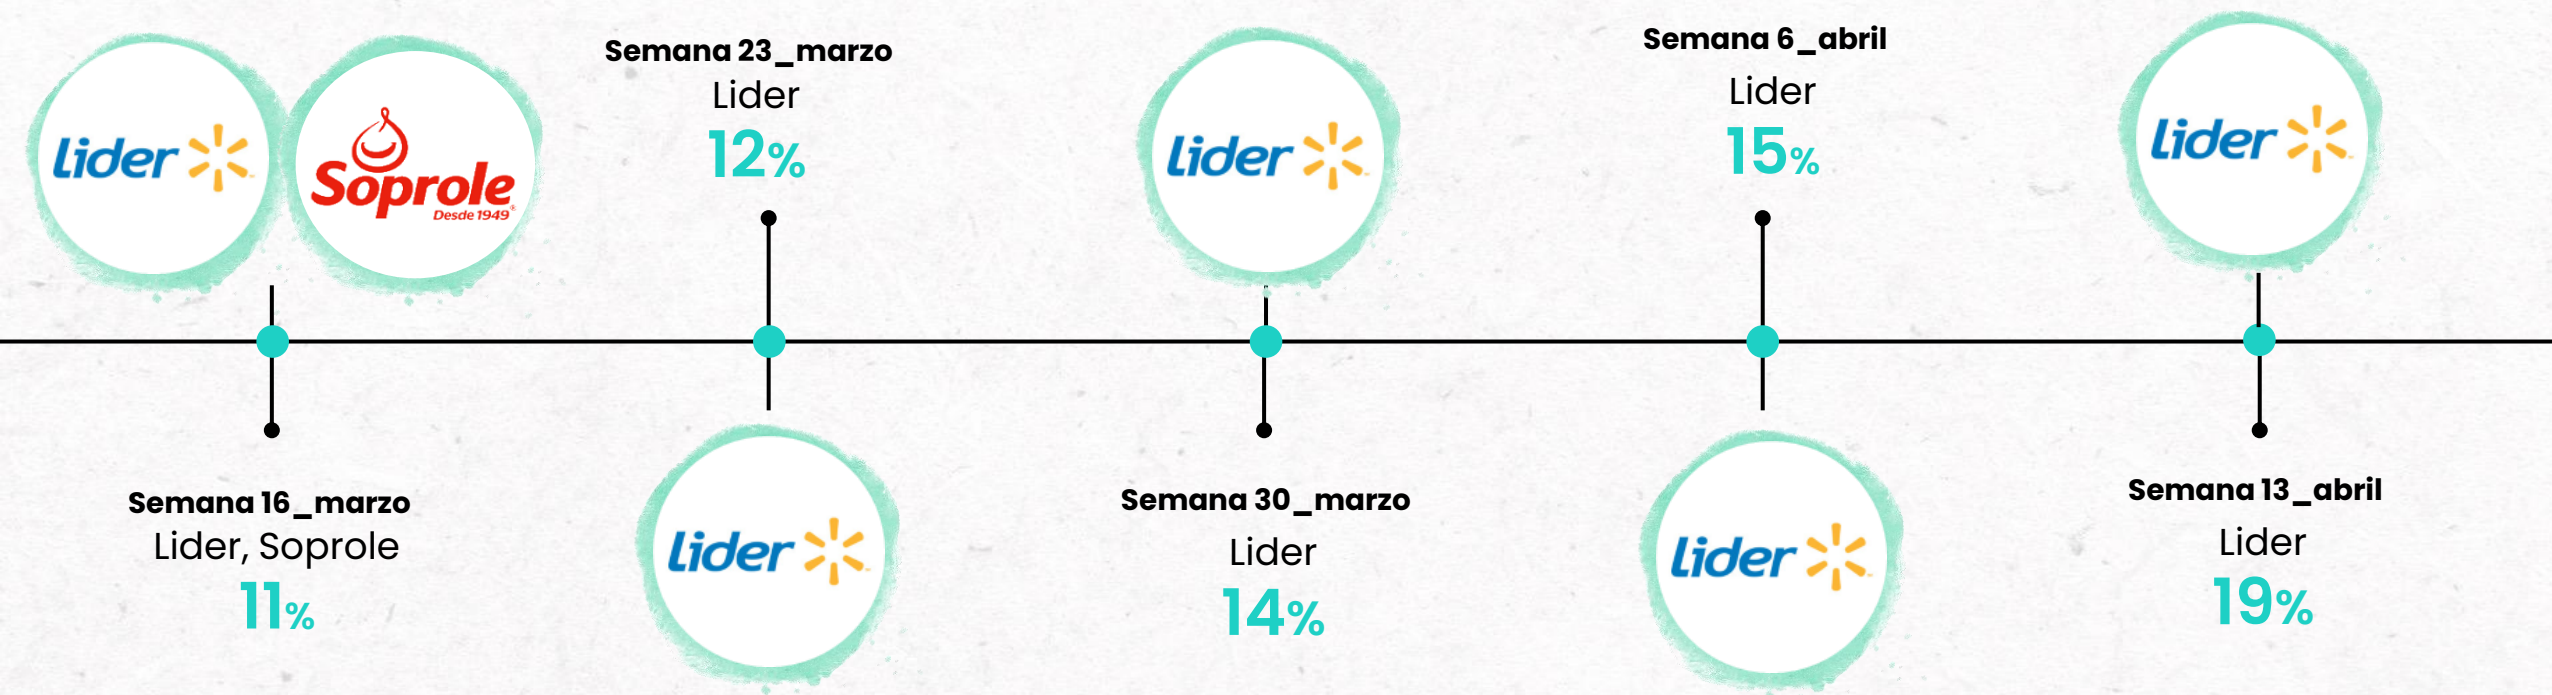 Lider
Soprole
Desde 1949
Semana 16_marzo
Lider, Soprole
11%
Semana 23_marzo
Lider
12%
Lider
Lider
Semana 30_marzo
Lider
14%
Semana 6_abril
Lider
15%
Lider
Lider
Semana 13_abril
Lider
19%